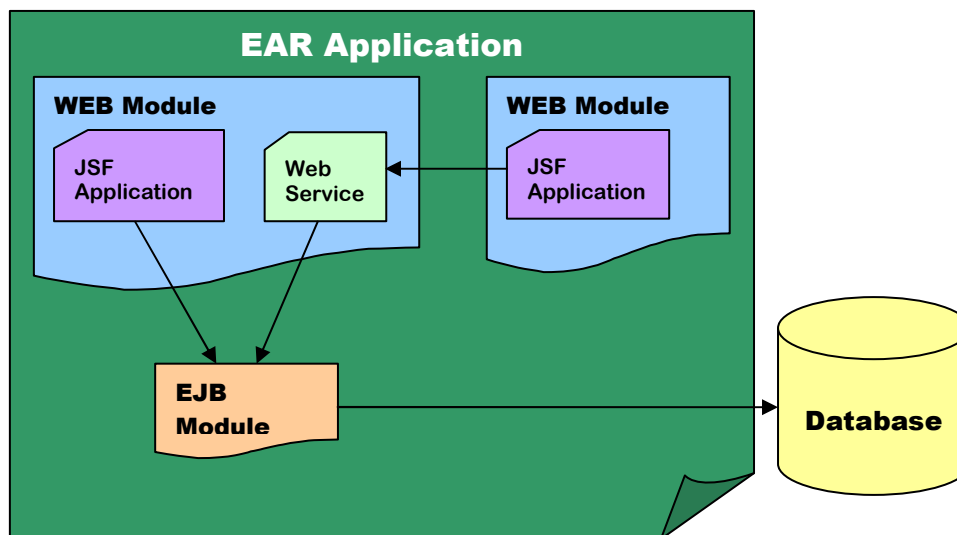 EAR Application
WEB Module
JSF
Application
Web
Service
WEB Module
JSF
Application
EJB
Module
Database